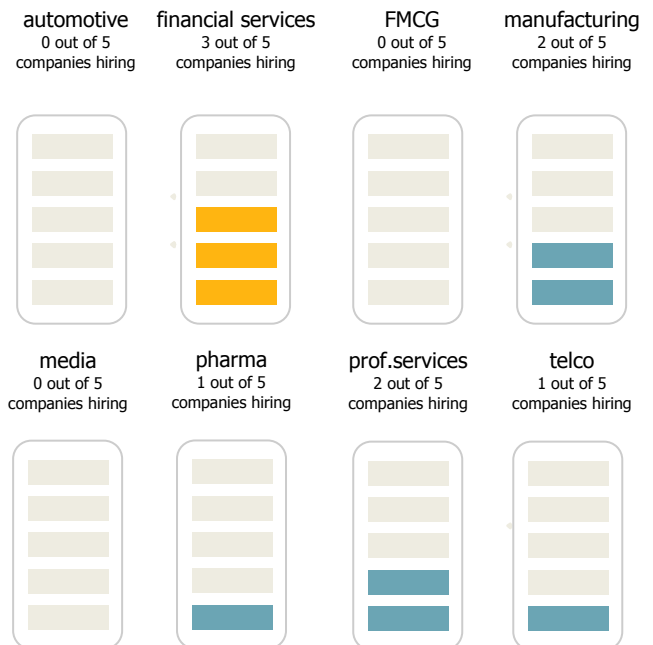 automotive
0 out of 5
companies hiring
financial services
3 out of 5
companies hiring
FMCG
0 out of 5
companies hiring
manufacturing
2 out of 5
companies hiring
media
0 out of 5
companies hiring
pharma
1 out of 5
companies hiring
prof.services
2 out of 5
companies hiring
telco
1 out of 5
companies hiring